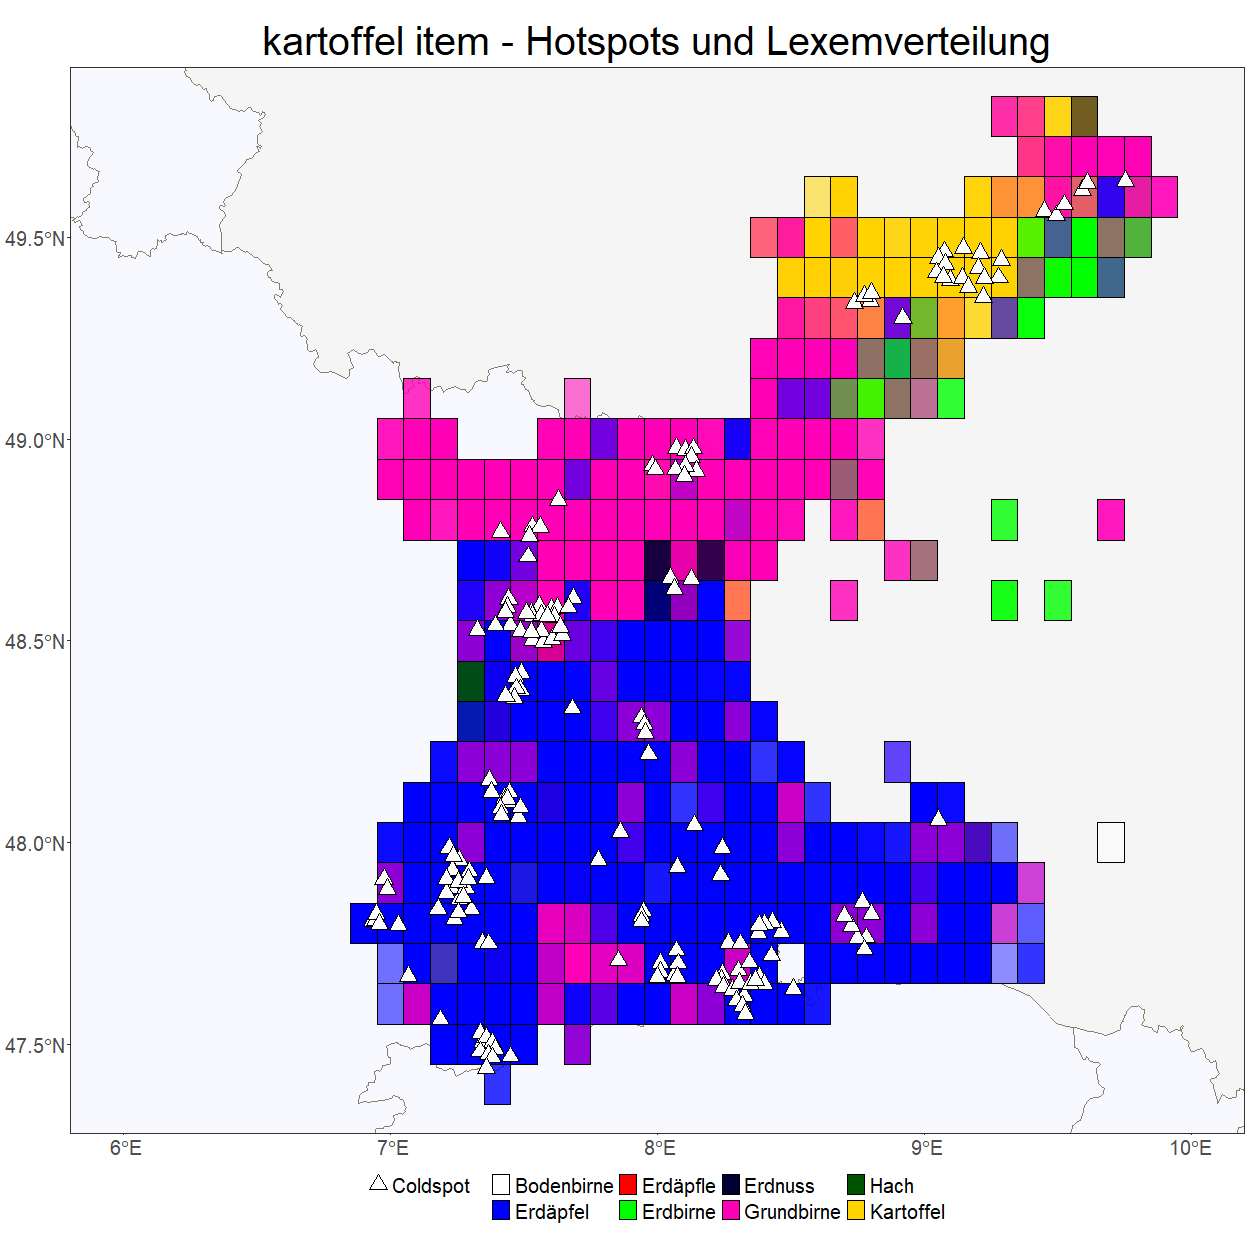 kartoffel item - Hotspots und Lexemverteilung
49.5°N
49.0°N
48.5°N
48.0°N
47.5°N
6°E 7°E 8°E 9°E 10°E
Coldspot Bodenbirne Erdäpfle Erdnuss Hach
Erdäpfel Erdbirne Grundbirne Kartoffel